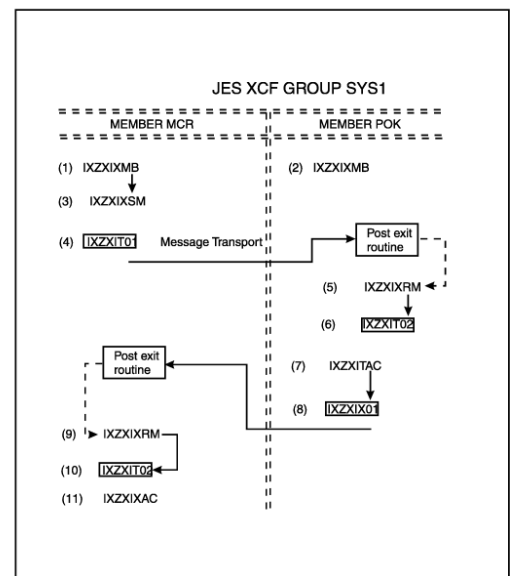 JES XCF GROUP SYS1
MEMBER MCR MEMBER POK
(1) IXZXIXMB (2) IXZXIXMB
(3) IXZXIXSM
(4) IXZXIT01 Message Transport
Post exit
routine
(5) IXZXIXRM
(6) IXZXIT02
(7) IXZXITAC
Post exit
routine
(8) IXZXIX01
(9) IXZXIXRM
(10) IXZXIT02
(11) IXZXIXAC